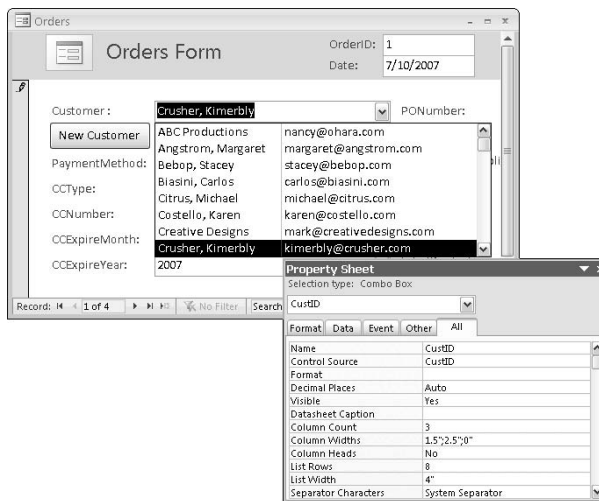 Orders
Orders Form
OrderID: 1
Date: 7/10/2007
Customer : Crusher, Kimerbly PONumber:
New Customer
ABC Productions nancy@ohara.com
Angstrom, Margaret margaret@angstrom.com
PaymentMethod: Bebop, Stacey stacey@bebop.com
Biasini, Carlos carlos@biasini.com
CCType:
Citrus, Michael michael@citrus.com
CCNumber: Costello, Karen karen@costello.com
Creative Designs mark@creativedesigns.com
CCExpireMonth: Crusher, Kimerbly kimerbly@crusher.com
CCExpireYear: 2007
Record: 1 of 4 No Filter Search
Property Sheet
Selection type: Combo Box
CustID
Format Data Event Other All
Name CustID
Control Source CustID
Format
Decimal Places Auto
Visible Yes
Datasheet Caption
Column Count 3
Column Widths 1.5";2.5";0"
Column Heads No
List Rows 8
List Width 4"
Separator Characters System Separator